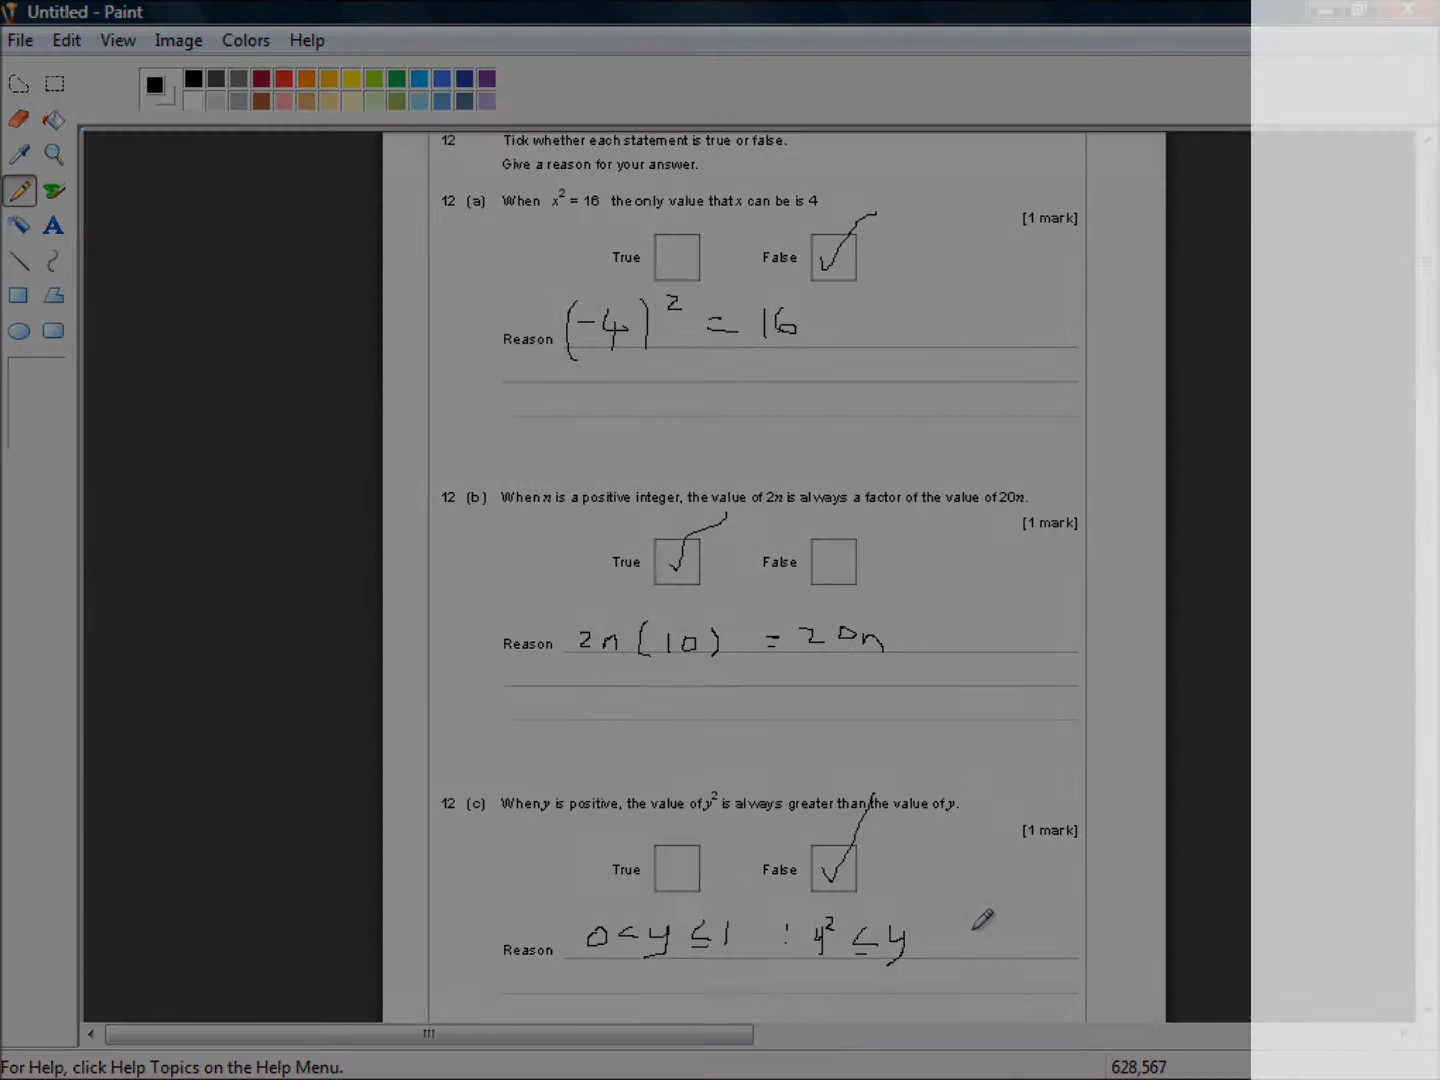 Untitled - Paint
File Edit View Image Colors Help
12 Tick whether each statement is true or false.
Give a reason for your answer.
12 (a) When x² = 16 the only value that x can be is 4
[1 mark]
True False
Reason (-4)² = 16
12 (b) When n is a positive integer, the value of 2n is always a factor of the value of 20n.
[1 mark]
True False
Reason 2n (10) = 20n
12 (c) When y is positive, the value of y² is always greater than the value of y.
[1 mark]
True False
Reason 0 < y ≤ 1 : y² ≤ y
For Help, click Help Topics on the Help Menu. 628,567